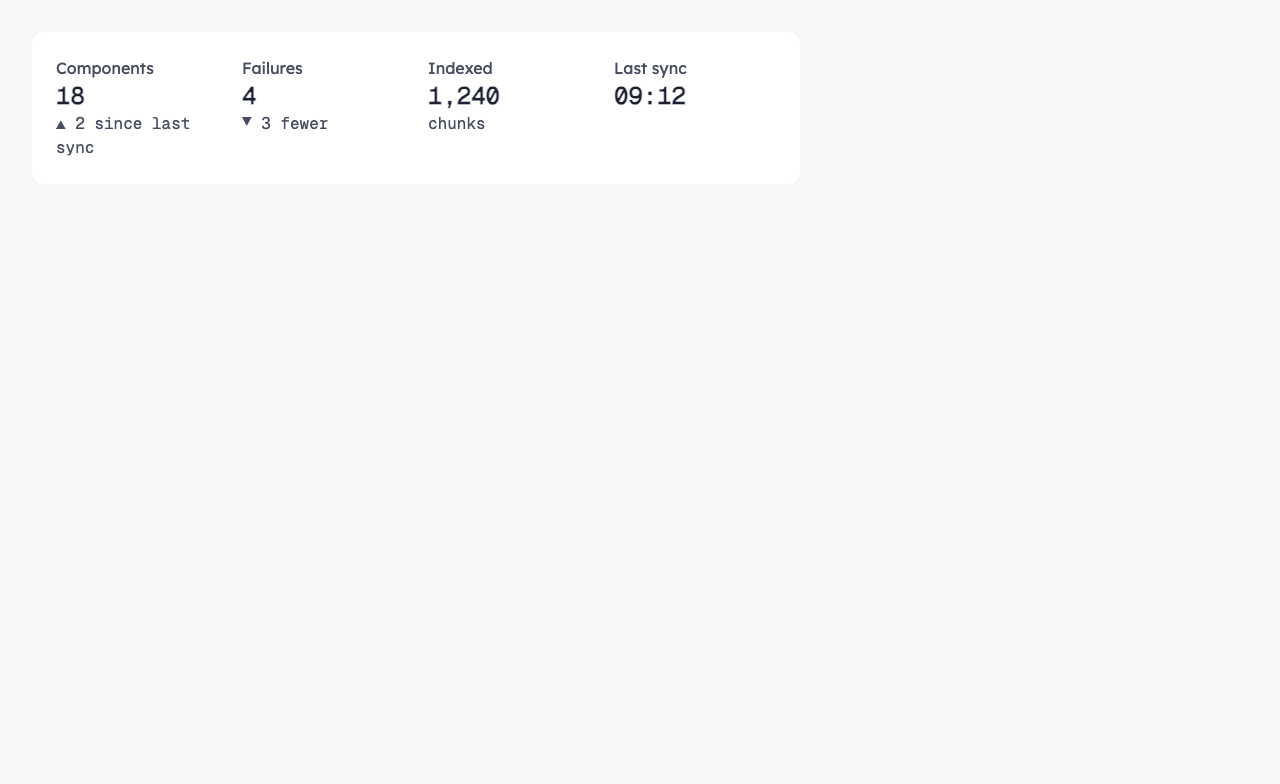 Components
18
▲ 2 since last
sync
Failures
4
▼ 3 fewer
Indexed
1,240
chunks
Last sync
09:12